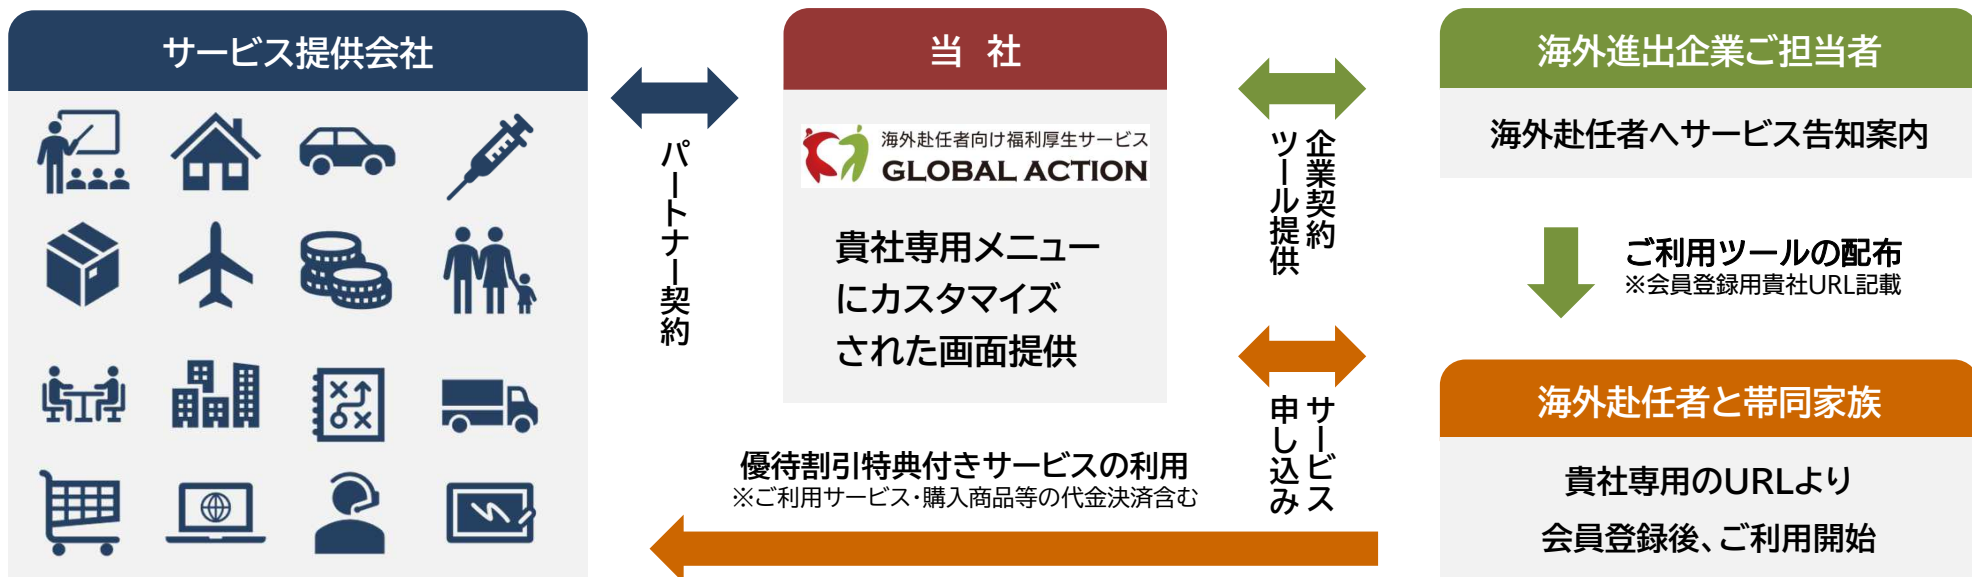 サービス提供会社
パートナー契約
当 社
海外赴任者向け福利厚生サービス
GLOBAL ACTION
貴社専用メニュー
にカスタマイズ
された画面提供
企業契約
ツール提供
サービス
申し込み
優待割引特典付きサービスの利用
※ご利用サービス・購入商品等の代金決済含む
海外進出企業ご担当者
海外赴任者へサービス告知案内
ご利用ツールの配布
※会員登録用貴社URL記載
海外赴任者と帯同家族
貴社専用のURLより
会員登録後、ご利用開始